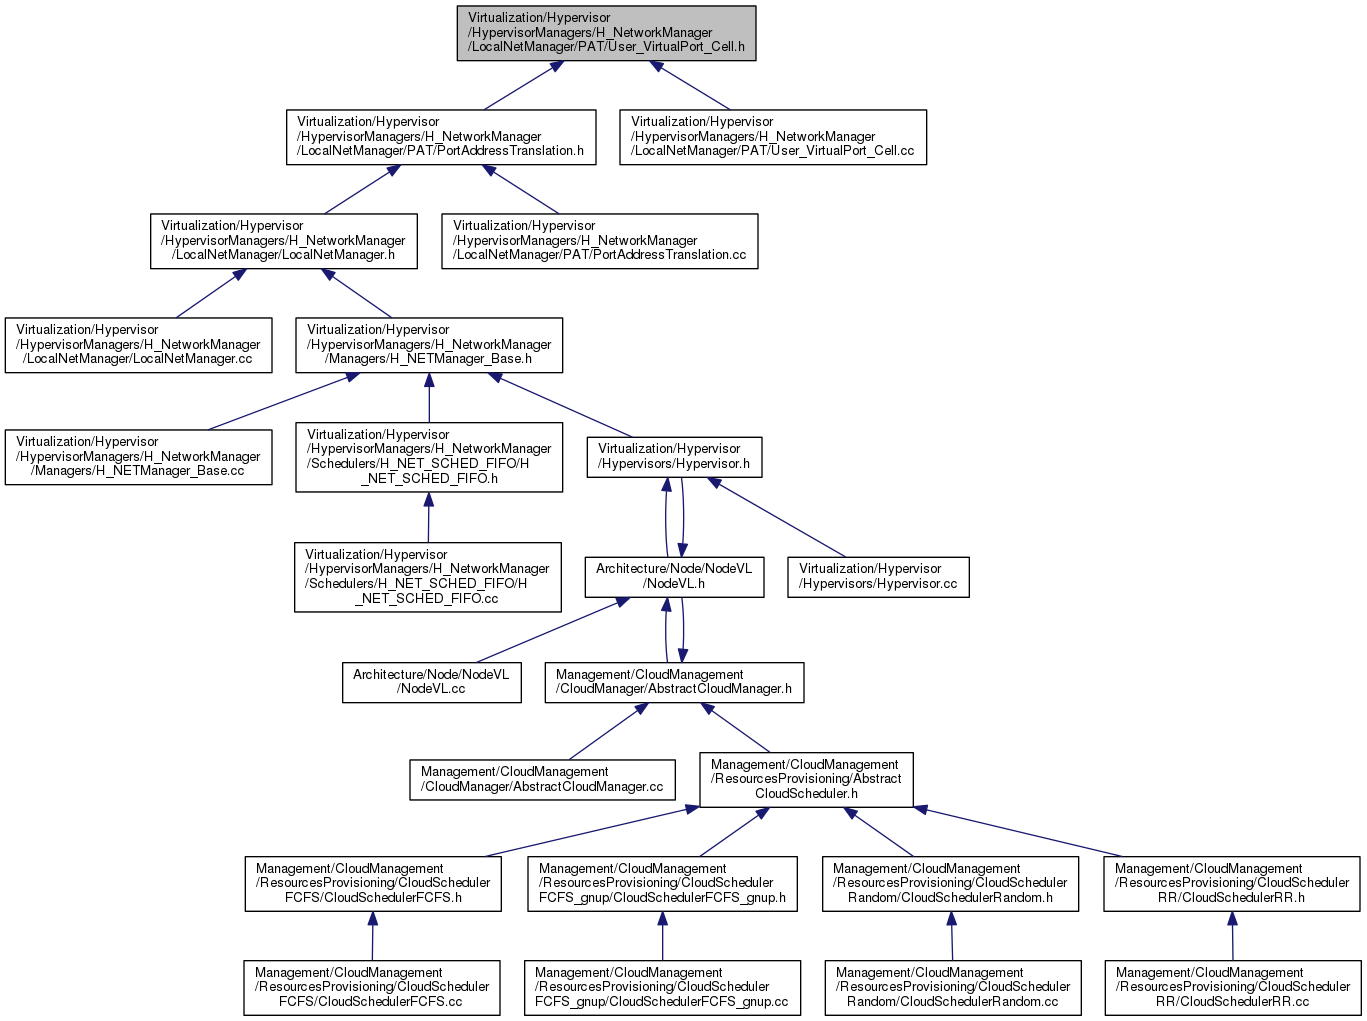 Virtualization/Hypervisor
/HypervisorManagers/H_NetworkManager
/LocalNetManager/PAT/User_VirtualPort_Cell.h
Virtualization/Hypervisor
/HypervisorManagers/H_NetworkManager
/LocalNetManager/PAT/PortAddressTranslation.h
Virtualization/Hypervisor
/HypervisorManagers/H_NetworkManager
/LocalNetManager/PAT/User_VirtualPort_Cell.cc
Virtualization/Hypervisor
/HypervisorManagers/H_NetworkManager
/LocalNetManager/LocalNetManager.h
Virtualization/Hypervisor
/HypervisorManagers/H_NetworkManager
/LocalNetManager/PAT/PortAddressTranslation.cc
Virtualization/Hypervisor
/HypervisorManagers/H_NetworkManager
/LocalNetManager/LocalNetManager.cc
Virtualization/Hypervisor
/HypervisorManagers/H_NetworkManager
/Managers/H_NETManager_Base.h
Virtualization/Hypervisor
/HypervisorManagers/H_NetworkManager
/Managers/H_NETManager_Base.cc
Virtualization/Hypervisor
/HypervisorManagers/H_NetworkManager
/Schedulers/H_NET_SCHED_FIFO/H
_NET_SCHED_FIFO.h
Virtualization/Hypervisor
/Hypervisors/Hypervisor.h
Virtualization/Hypervisor
/HypervisorManagers/H_NetworkManager
/Schedulers/H_NET_SCHED_FIFO/H
_NET_SCHED_FIFO.cc
Architecture/Node/NodeVL
/NodeVL.h
Virtualization/Hypervisor
/Hypervisors/Hypervisor.cc
Architecture/Node/NodeVL
/NodeVL.cc
Management/CloudManagement
/CloudManager/AbstractCloudManager.h
Management/CloudManagement
/CloudManager/AbstractCloudManager.cc
Management/CloudManagement
/ResourcesProvisioning/Abstract
CloudScheduler.h
Management/CloudManagement
/ResourcesProvisioning/CloudScheduler
FCFS/CloudSchedulerFCFS.h
Management/CloudManagement
/ResourcesProvisioning/CloudScheduler
FCFS_gnup/CloudSchedulerFCFS_gnup.h
Management/CloudManagement
/ResourcesProvisioning/CloudScheduler
Random/CloudSchedulerRandom.h
Management/CloudManagement
/ResourcesProvisioning/CloudScheduler
RR/CloudSchedulerRR.h
Management/CloudManagement
/ResourcesProvisioning/CloudScheduler
FCFS/CloudSchedulerFCFS.cc
Management/CloudManagement
/ResourcesProvisioning/CloudScheduler
FCFS_gnup/CloudSchedulerFCFS_gnup.cc
Management/CloudManagement
/ResourcesProvisioning/CloudScheduler
Random/CloudSchedulerRandom.cc
Management/CloudManagement
/ResourcesProvisioning/CloudScheduler
RR/CloudSchedulerRR.cc